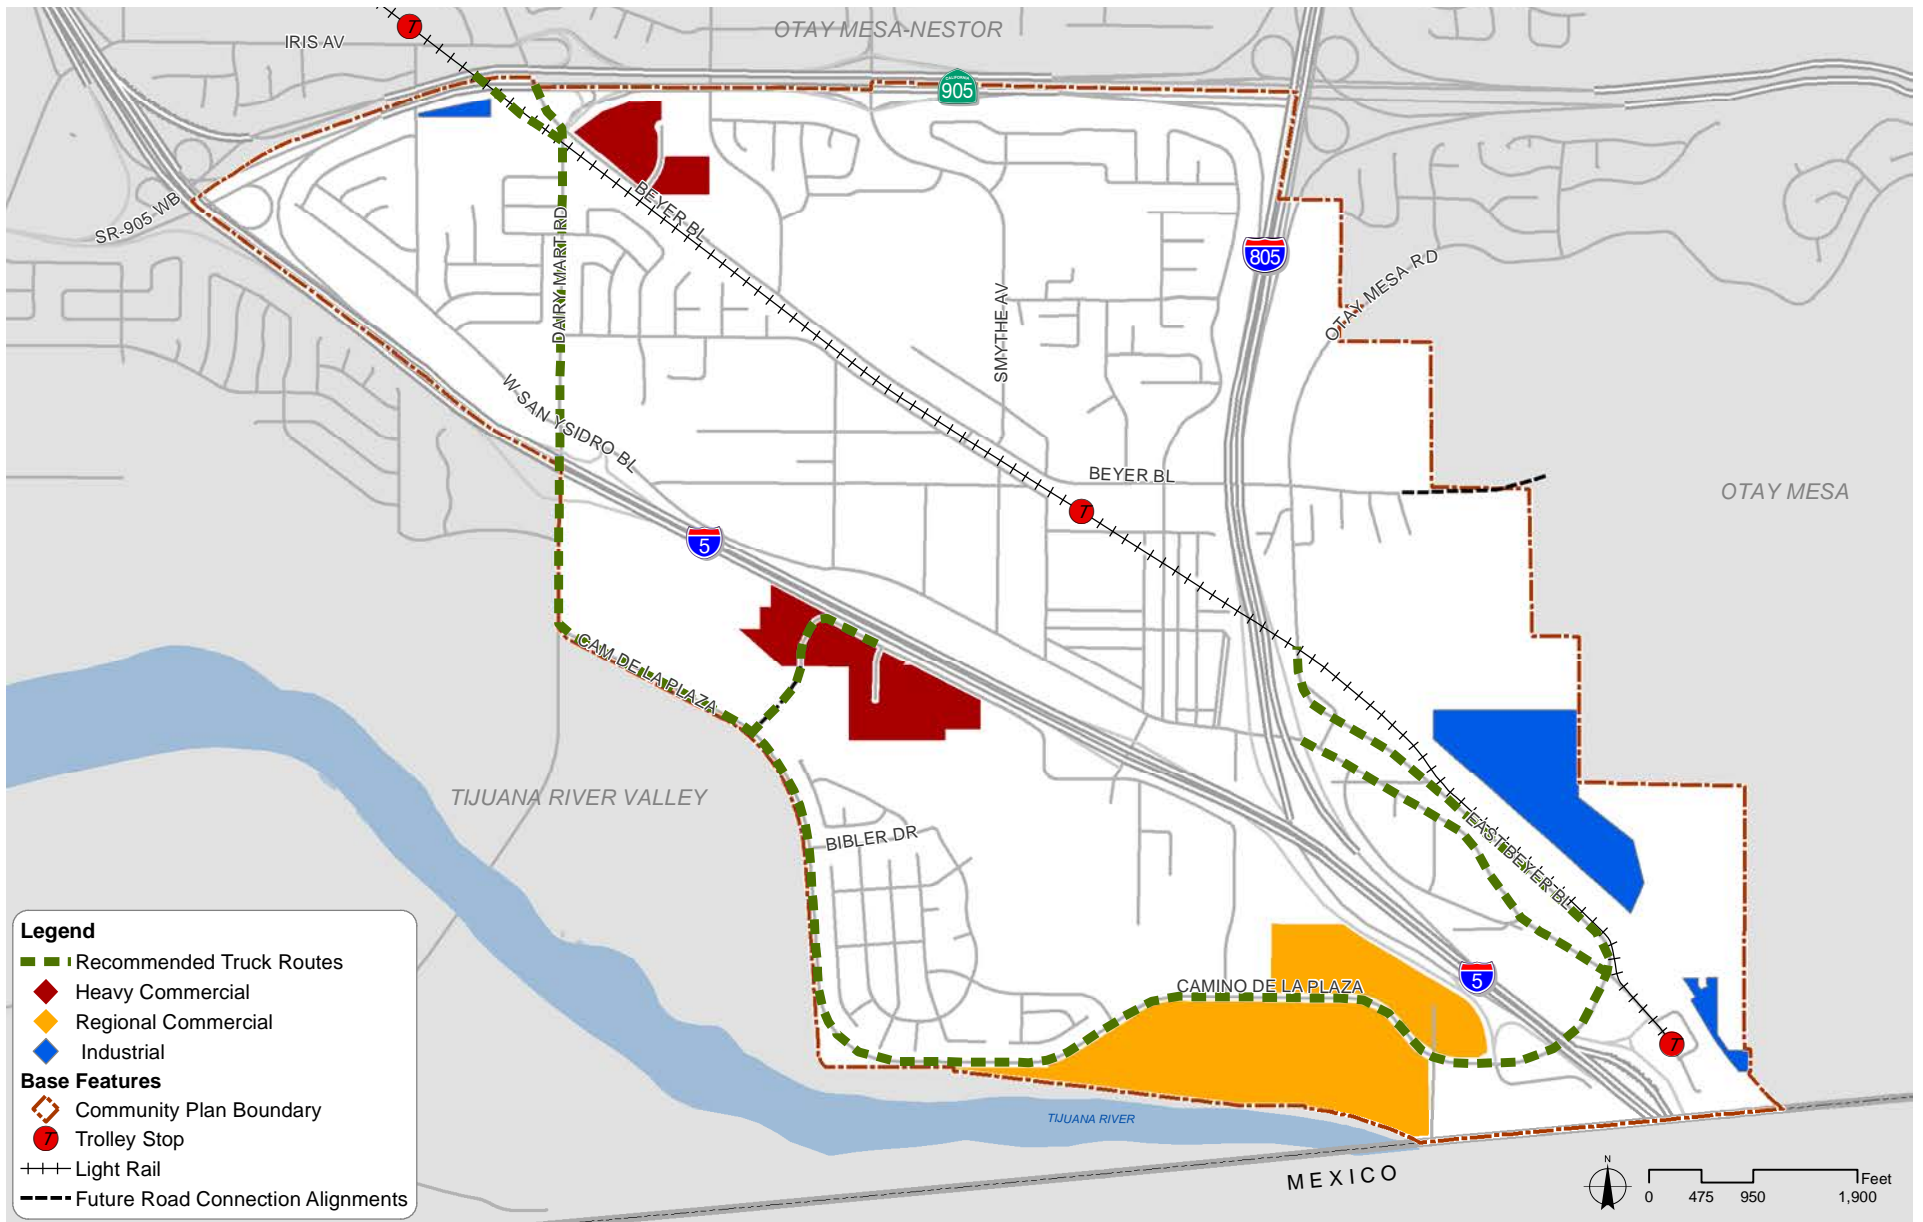 OTAY MESA-NESTOR
IRIS AV
CALIFORNIA
905
SR-905 WB
BEYER BL
DAIRY MART RD
805
OTAY MESA RD
SMYTHE AV
W SAN YSIDRO BL
BEYER BL
OTAY MESA
5
CAM DE LA PLAZA
TIJUANA RIVER VALLEY
BIBLER DR
EAST BEYER BL
5
CAMINO DE LA PLAZA
TIJUANA RIVER
MEXICO
T
T
T
Legend
Recommended Truck Routes
Heavy Commercial
Regional Commercial
Industrial
Base Features
Community Plan Boundary
T
Trolley Stop
Light Rail
Future Road Connection Alignments
N
Feet
0 475 950 1,900